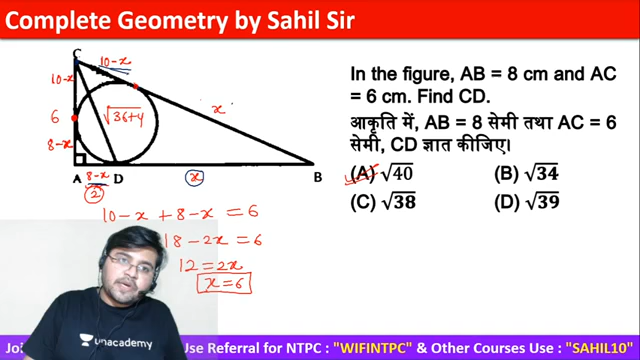 Complete Geometry by Sahil Sir
C
10-x
10-x
6
8-x
√36+4
x
A
8-x
2
D
x
B
10-x + 8-x = 6
18-2x = 6
12 = 2x
x = 6
In the figure, AB = 8 cm and AC
= 6 cm. Find CD.
आकृति में, AB = 8 सेमी तथा AC = 6
सेमी, CD ज्ञात कीजिए।
(A) √40 (B) √34
(C) √38 (D) √39
unacademy
Use Referral for NTPC : "WIFINTPC" & Other Courses Use : "SAHIL10"